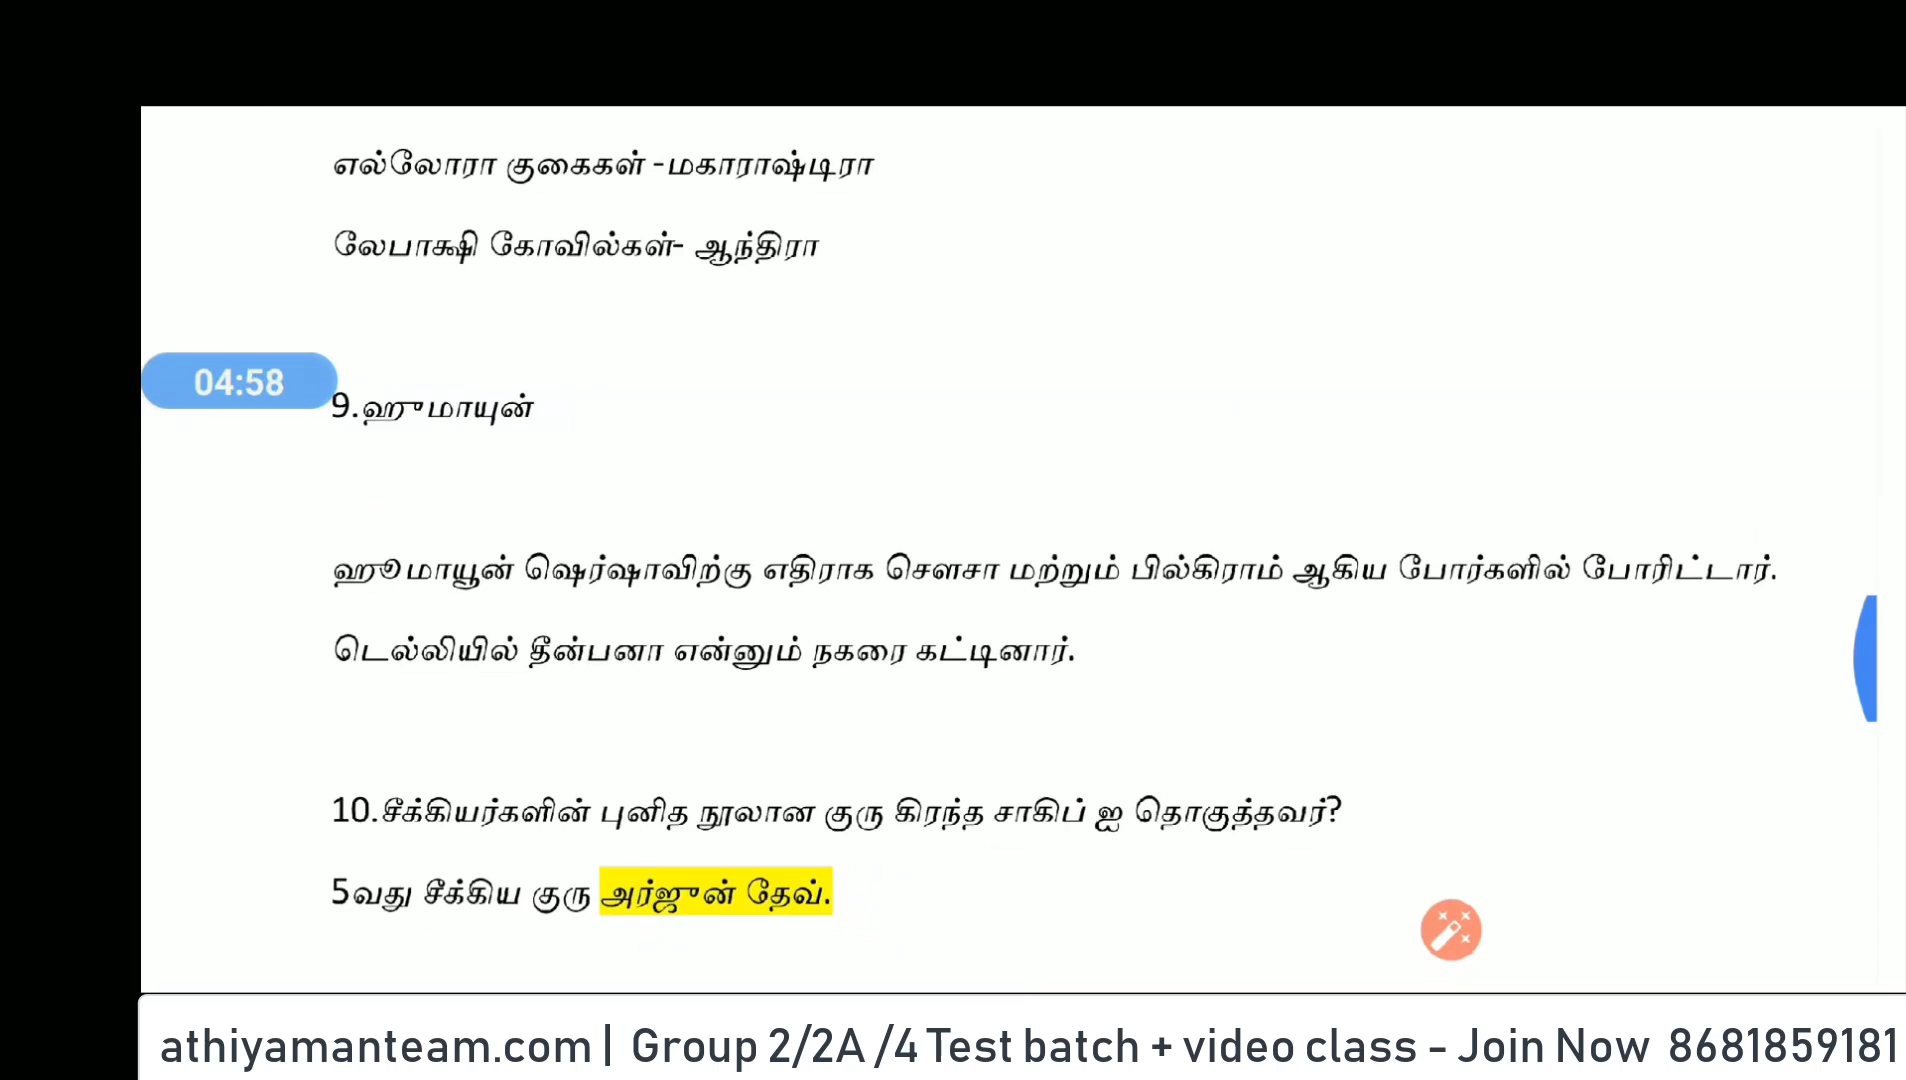 எல்லோரா குகைகள் -மகாராஷ்டிரா
லேபாக்ஷி கோவில்கள்- ஆந்திரா
04:58
9.ஹுமாயுன்
ஹூமாயூன் ஷெர்ஷாவிற்கு எதிராக சௌசா மற்றும் பில்கிராம் ஆகிய போர்களில் போரிட்டார்.
டெல்லியில் தீன்பனா என்னும் நகரை கட்டினார்.
10.சீக்கியர்களின் புனித நூலான குரு கிரந்த சாகிப் ஐ தொகுத்தவர்?
5வது சீக்கிய குரு அர்ஜுன் தேவ்.
athiyamanteam.com | Group 2/2A /4 Test batch + video class - Join Now 8681859181